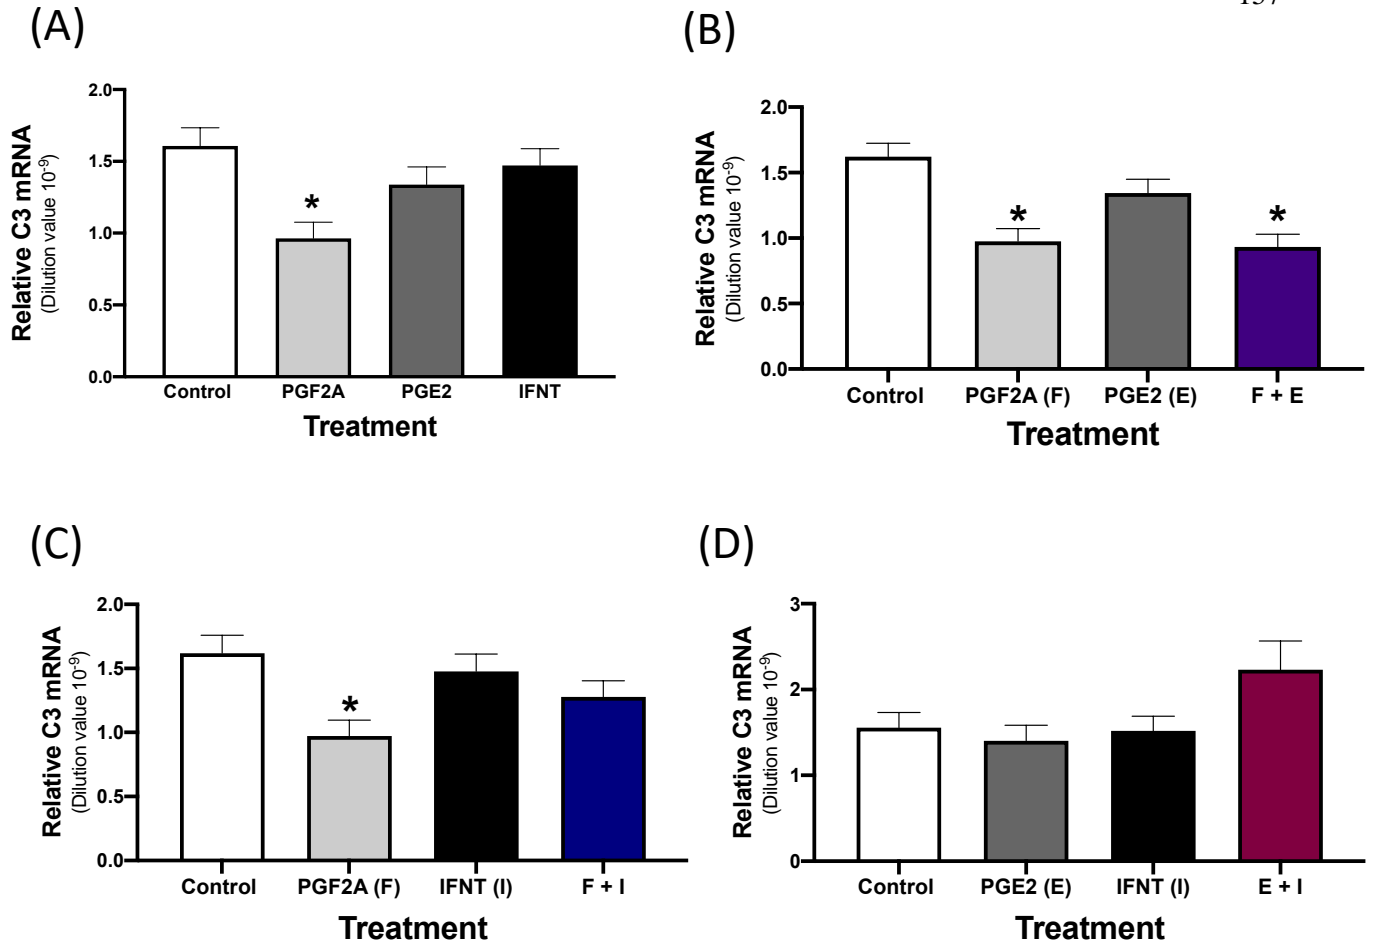 (A)
2.0
1.5
1.0
0.5
0.0
Relative C3 mRNA
(Dilution value 10-9)
*
Control PGF2A PGE2 IFNT
Treatment
(B)
2.0
1.5
1.0
0.5
0.0
Relative C3 mRNA
(Dilution value 10-9)
* *
Control PGF2A (F) PGE2 (E) F + E
Treatment
(C)
2.0
1.5
1.0
0.5
0.0
Relative C3 mRNA
(Dilution value 10-9)
*
Control PGF2A (F) IFNT (I) F + I
Treatment
(D)
3
2
1
0
Relative C3 mRNA
(Dilution value 10-9)
Control PGE2 (E) IFNT (I) E + I
Treatment